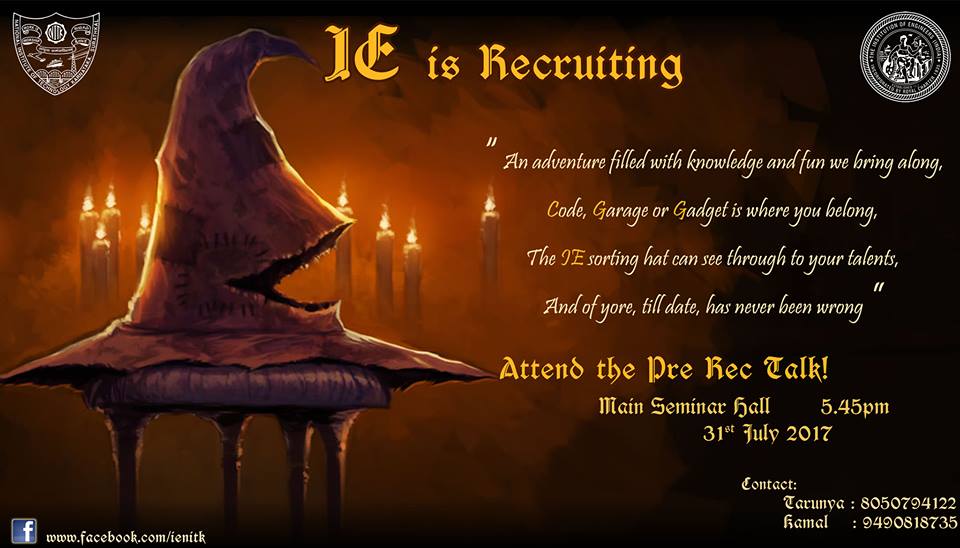 IE is Recruiting
" An adventure filled with knowledge and fun we bring along,
Code, Garage or Gadget is where you belong,
The IE sorting hat can see through to your talents,
And of yore, till date, has never been wrong "
Attend the Pre Rec Talk!
Main Seminar Hall 5.45pm
31st July 2017
Contact:
Tarunya : 8050794122
Kamal : 9490818735
f www.facebook.com/ienitk